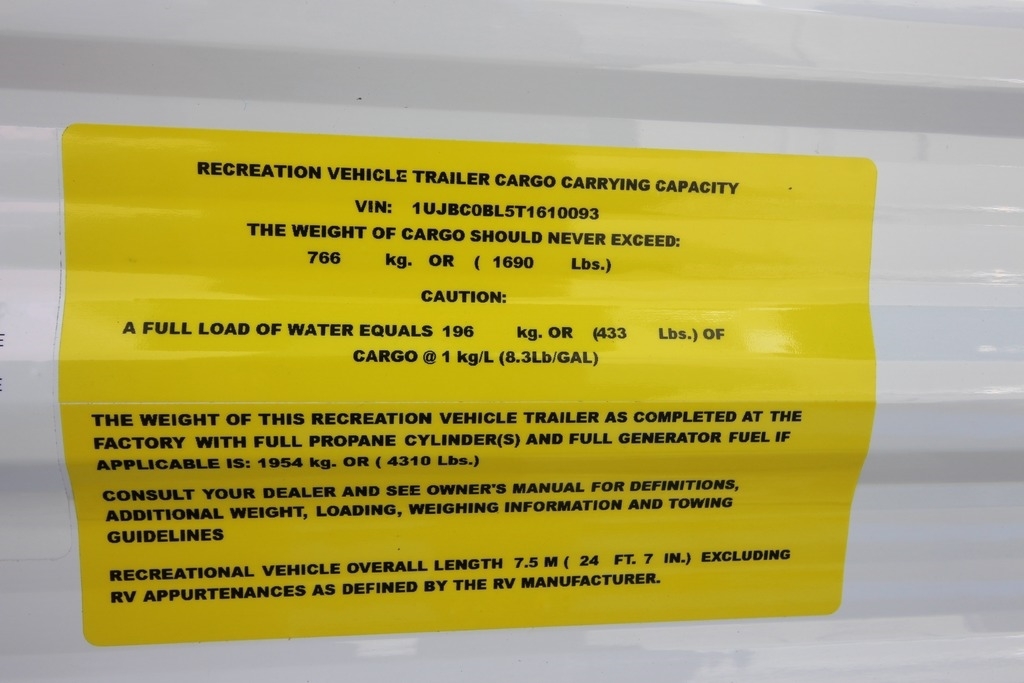 RECREATION VEHICLE TRAILER CARGO CARRYING CAPACITY
VIN: 1UJBC0BL5T1610093
THE WEIGHT OF CARGO SHOULD NEVER EXCEED:
766 kg. OR ( 1690 Lbs.)
CAUTION:
A FULL LOAD OF WATER EQUALS 196 kg. OR (433 Lbs.) OF
CARGO @ 1 kg/L (8.3Lb/GAL)
THE WEIGHT OF THIS RECREATION VEHICLE TRAILER AS COMPLETED AT THE
FACTORY WITH FULL PROPANE CYLINDER(S) AND FULL GENERATOR FUEL IF
APPLICABLE IS: 1954 kg. OR ( 4310 Lbs.)
CONSULT YOUR DEALER AND SEE OWNER'S MANUAL FOR DEFINITIONS,
ADDITIONAL WEIGHT, LOADING, WEIGHING INFORMATION AND TOWING
GUIDELINES
RECREATIONAL VEHICLE OVERALL LENGTH 7.5 M ( 24 FT. 7 IN.) EXCLUDING
RV APPURTENANCES AS DEFINED BY THE RV MANUFACTURER.